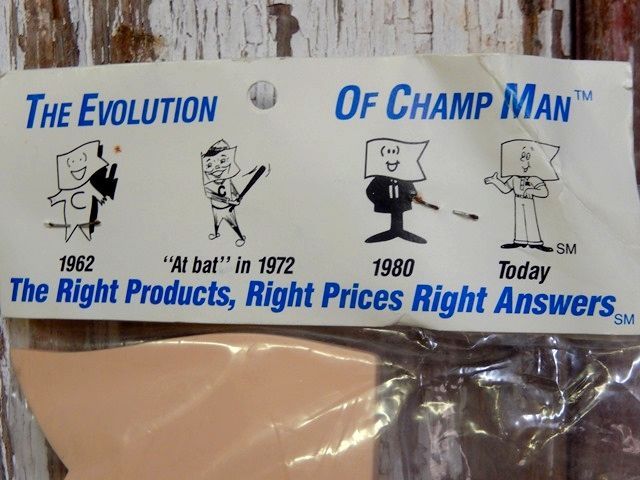 THE EVOLUTION OF CHAMP MAN™
C C
1962 "At bat" in 1972 1980 Today SM
The Right Products, Right Prices Right Answers SM